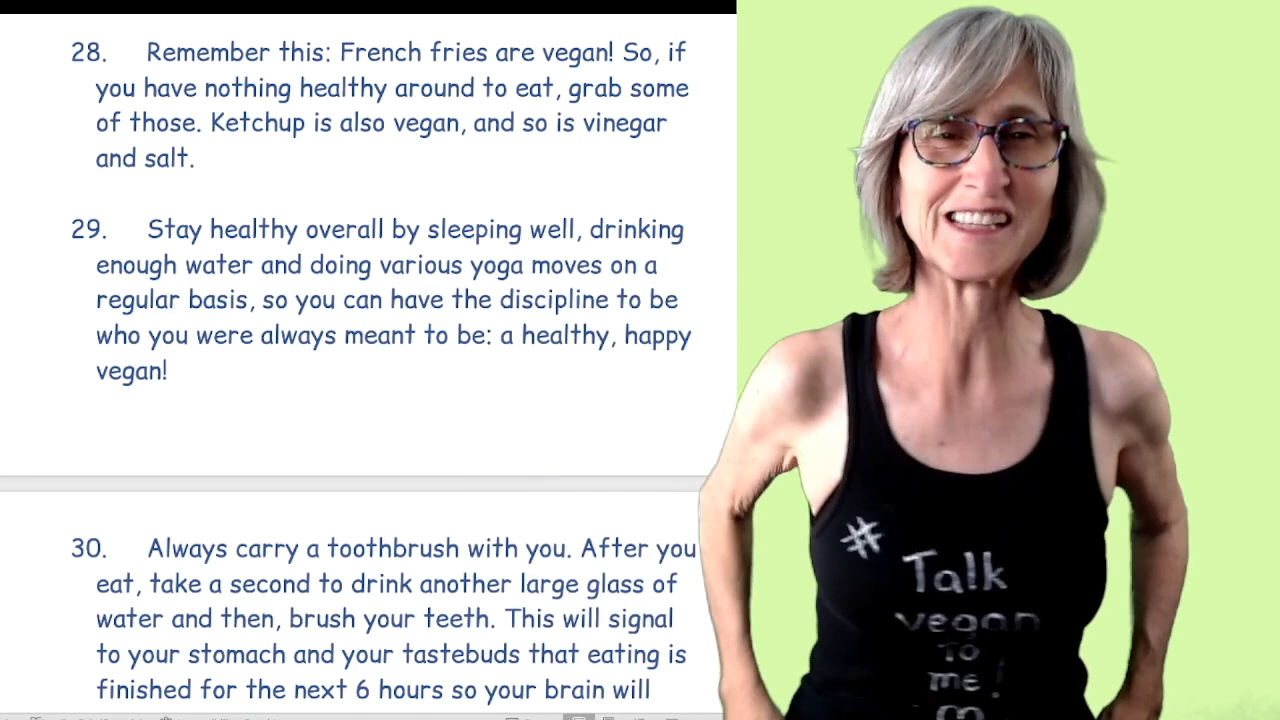 28. Remember this: French fries are vegan! So, if
you have nothing healthy around to eat, grab some
of those. Ketchup is also vegan, and so is vinegar
and salt.
29. Stay healthy overall by sleeping well, drinking
enough water and doing various yoga moves on a
regular basis, so you can have the discipline to be
who you were always meant to be: a healthy, happy
vegan!
30. Always carry a toothbrush with you. After you
eat, take a second to drink another large glass of
water and then, brush your teeth. This will signal
to your stomach and your tastebuds that eating is
finished for the next 6 hours so your brain will
#
Talk
vegan
To
me!